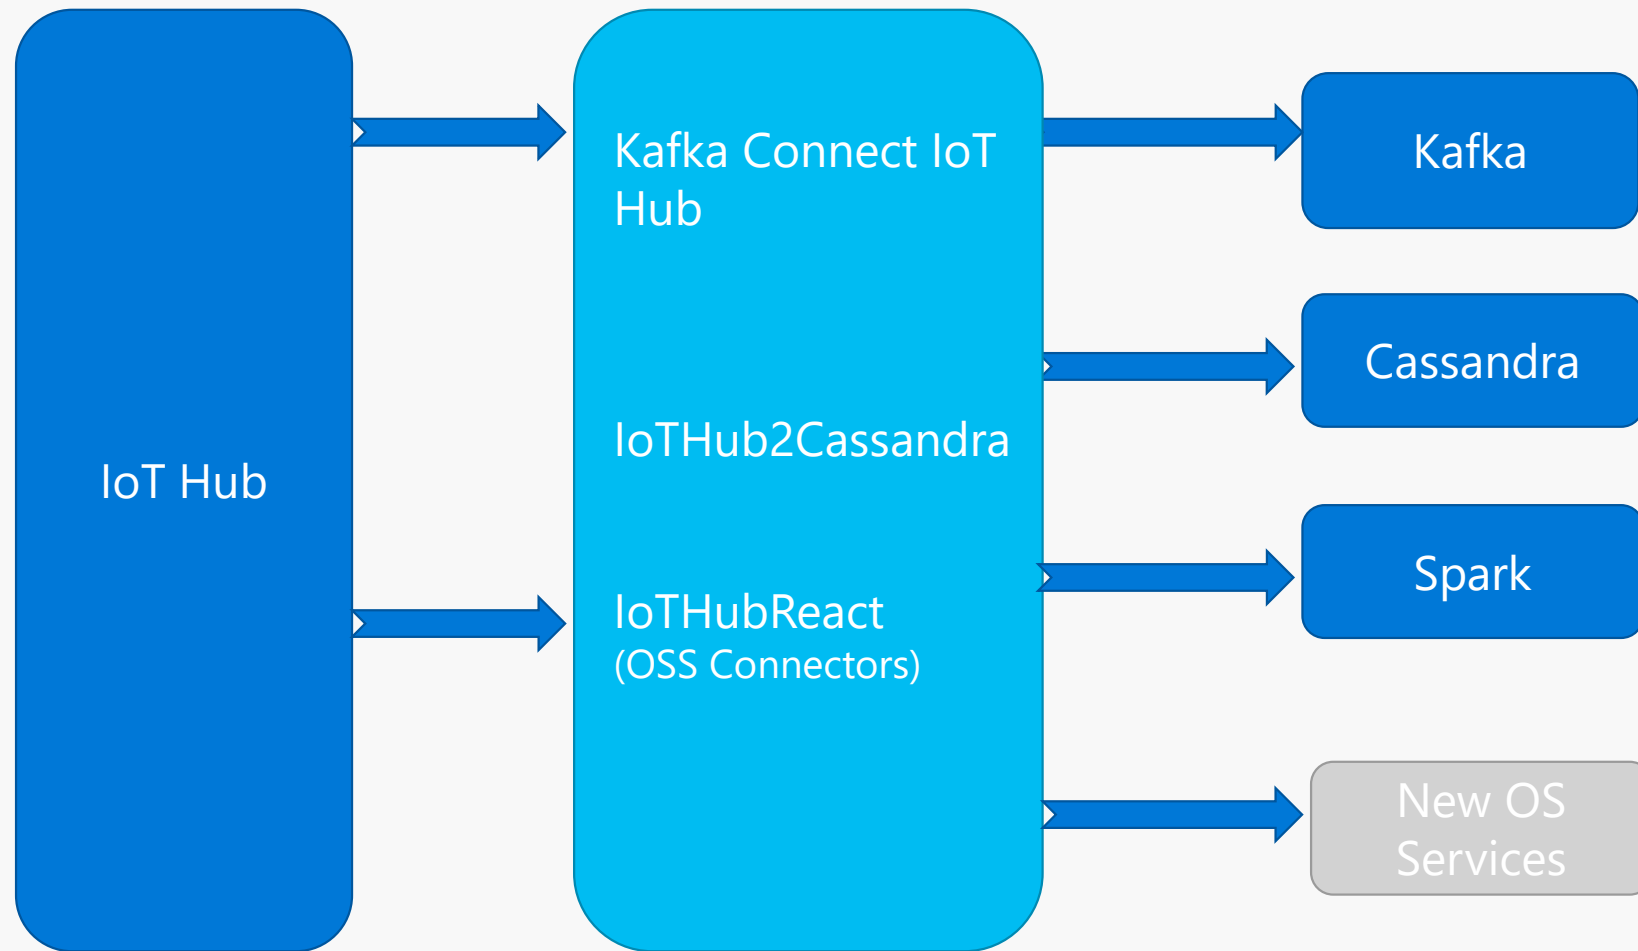 IoT Hub
Kafka Connect IoT
Hub
IoTHub2Cassandra
IoTHubReact
(OSS Connectors)
Kafka
Cassandra
Spark
New OS
Services